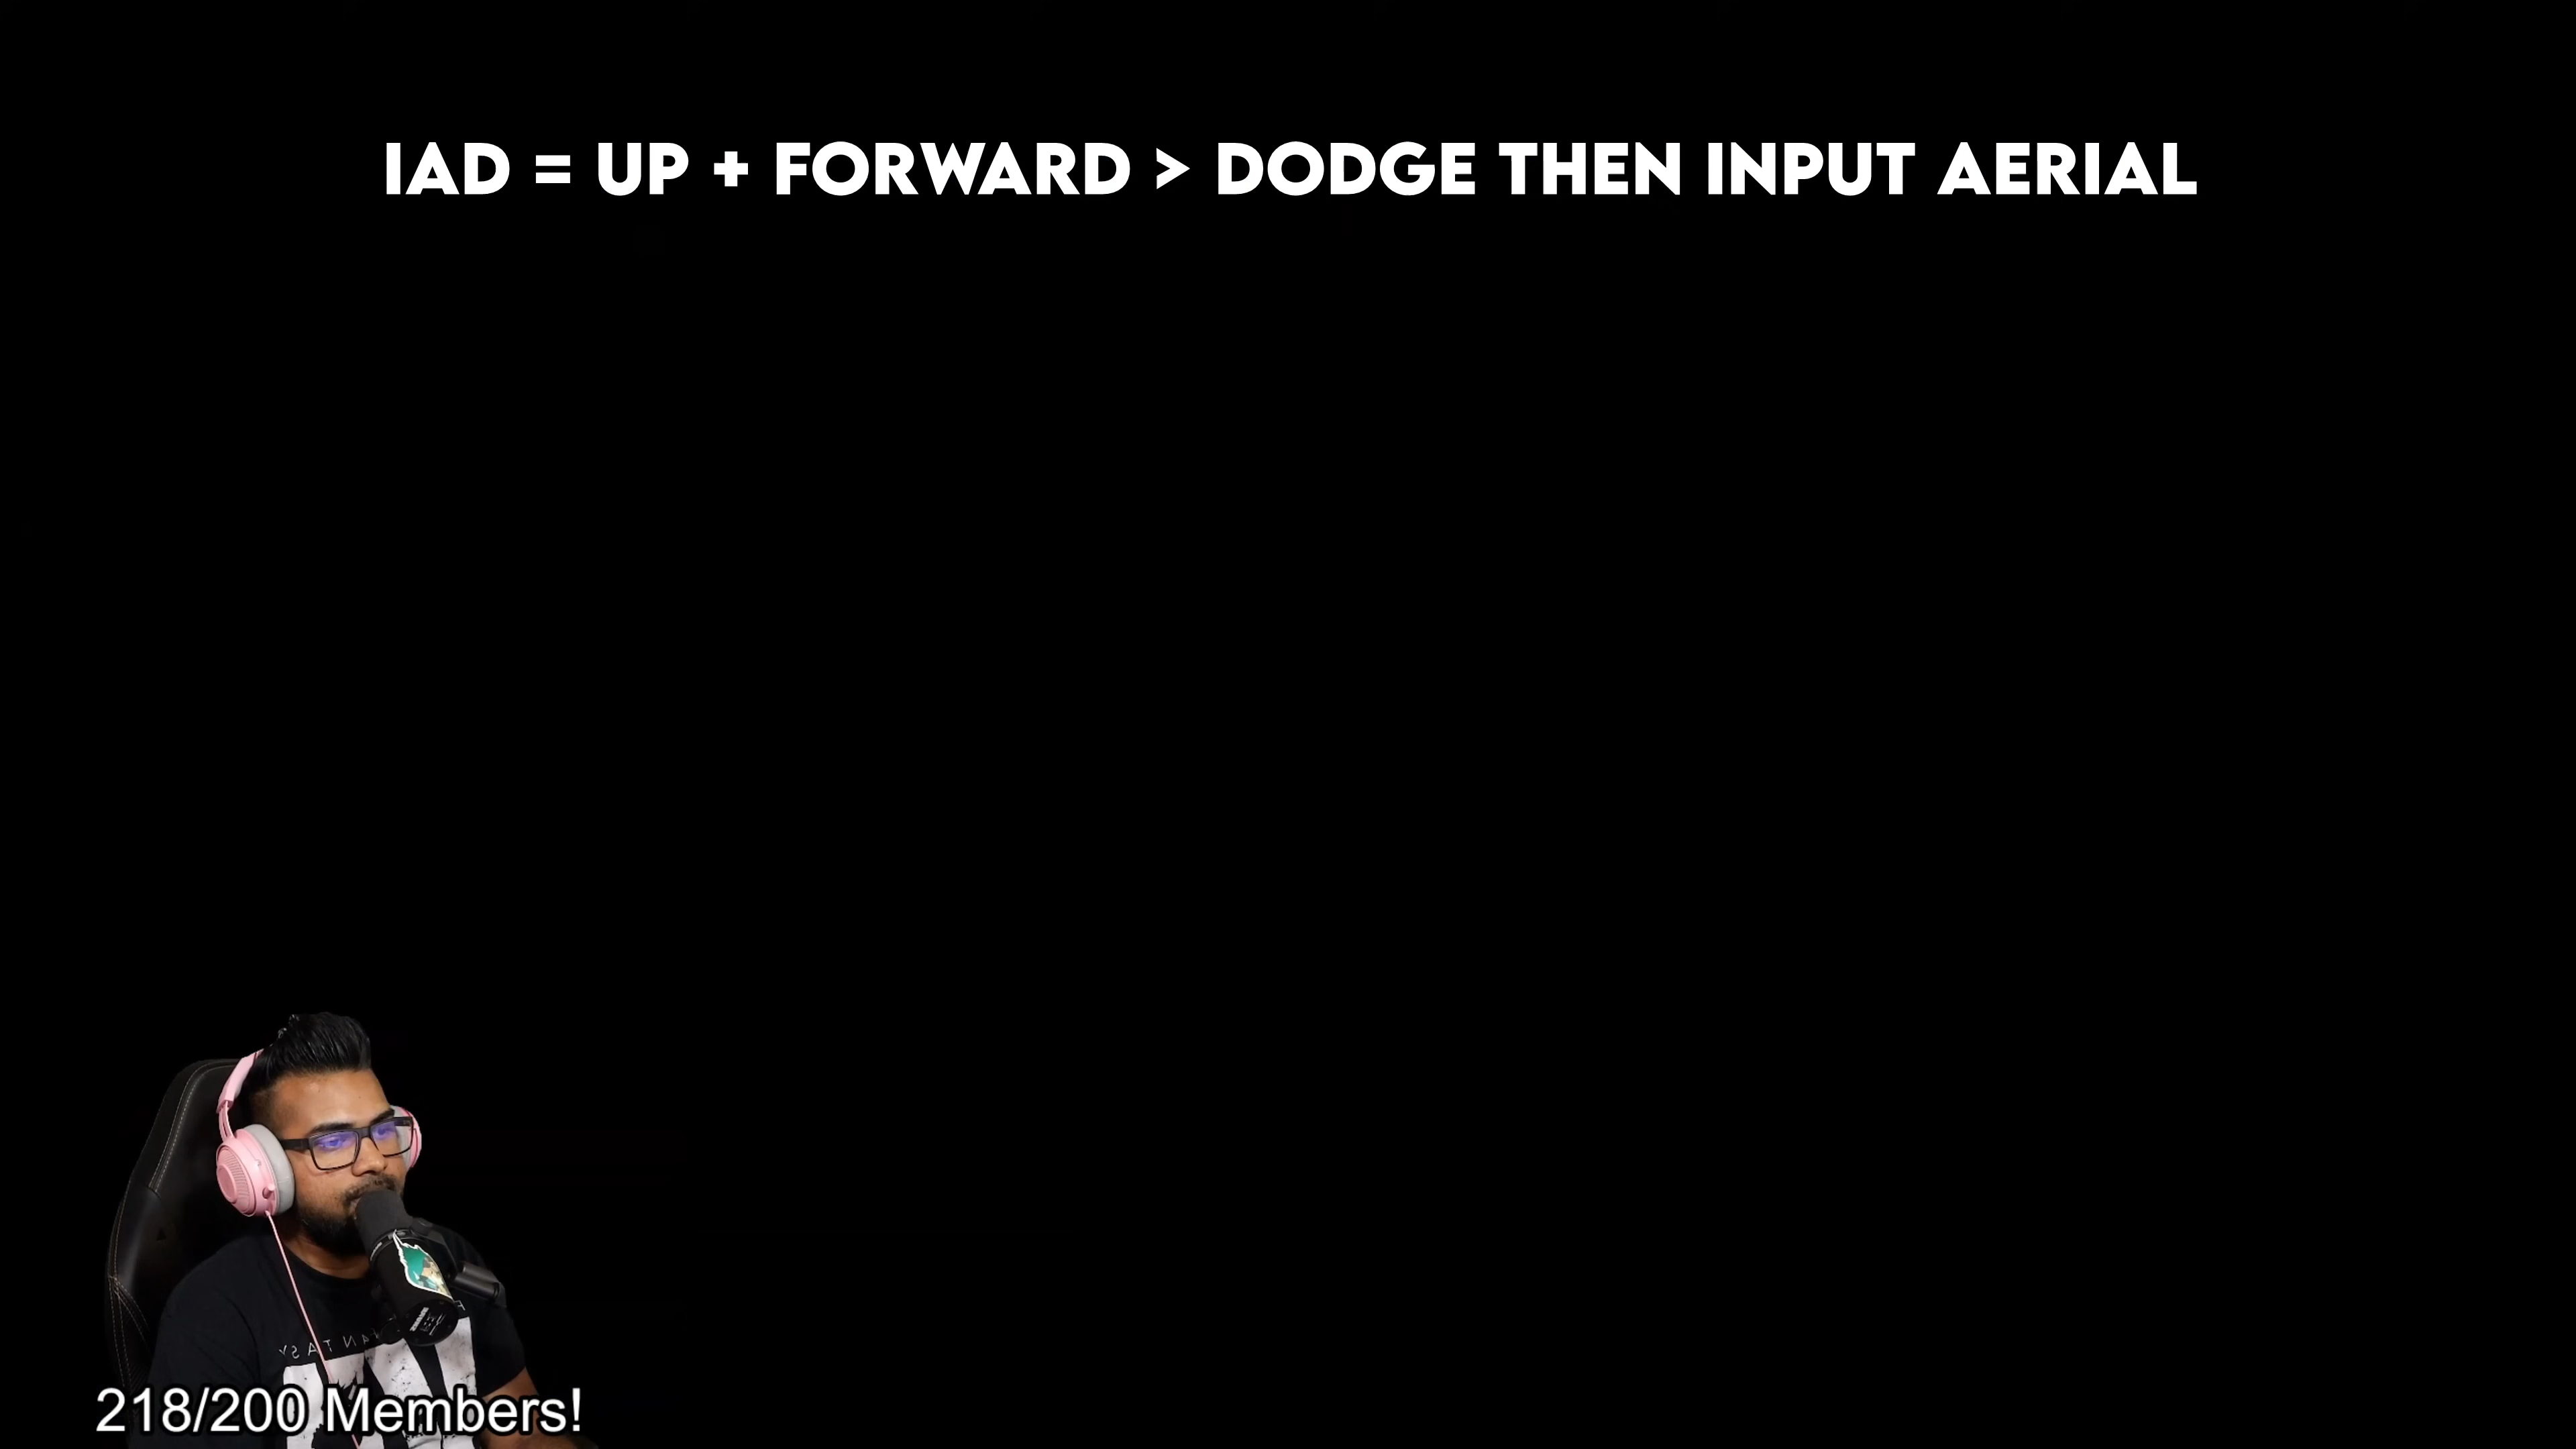 IAD = UP + FORWARD > DODGE THEN INPUT AERIAL
218/200 Members!